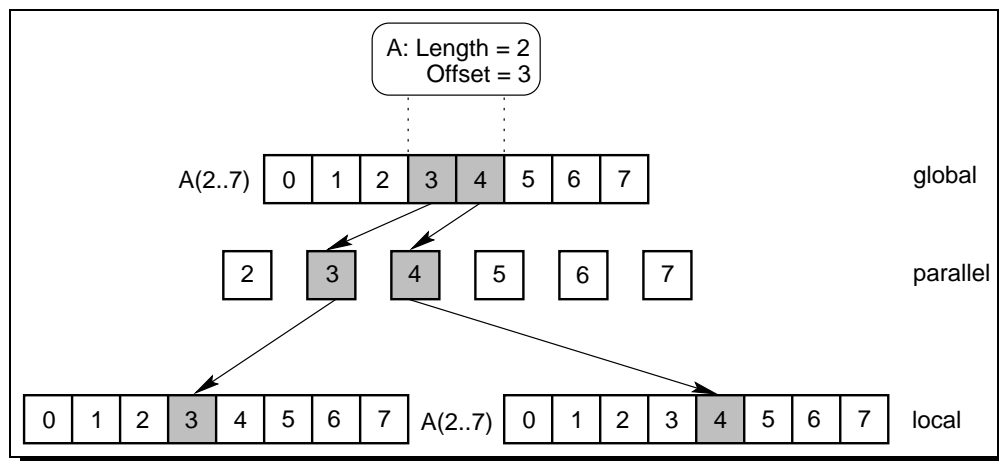 A: Length = 2
Offset = 3
A(2..7) 0 1 2 3 4 5 6 7 global
2 3 4 5 6 7 parallel
0 1 2 3 4 5 6 7 A(2..7) 0 1 2 3 4 5 6 7 local